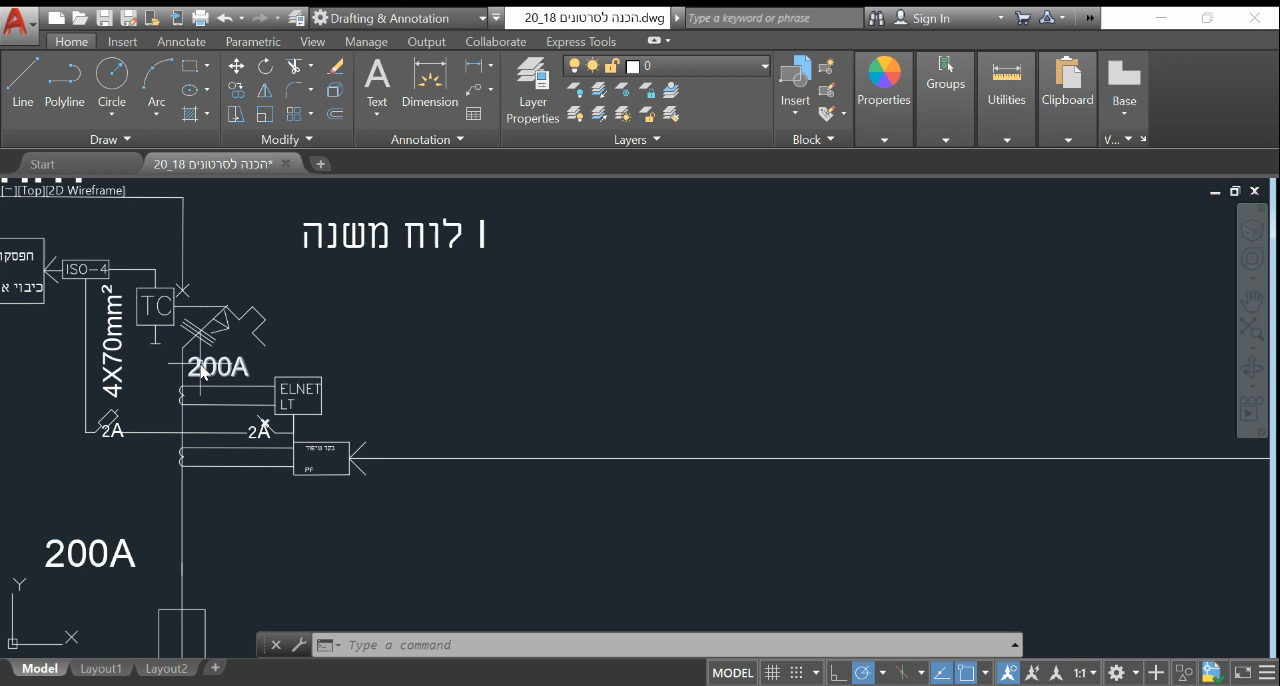 Drafting & Annotation
הכנה לסרטונים 20_18.dwg
Type a keyword or phrase
Sign In
Home Insert Annotate Parametric View Manage Output Collaborate Express Tools
0
Line Polyline Circle Arc
Text Dimension
Layer Properties
Insert
Properties
Groups
Utilities
Clipboard
Base
Draw Modify Annotation Layers Block V...
Start
הכנה לסרטונים 20_18*
[−][Top][2D Wireframe]
לוח משנה
ISO-4
כיבוי
TC
4X70mm²
200A
ELNET
LT
2A
2A
PF
200A
Y
X
Type a command
Model Layout1 Layout2
MODEL
1:1